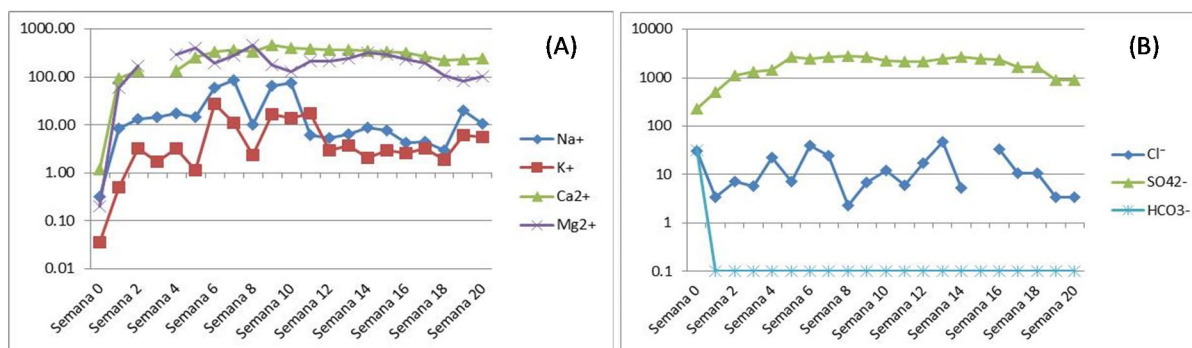 (A)
1000.00
100.00
10.00
1.00
0.10
0.01
Semana 0
Semana 2
Semana 4
Semana 6
Semana 8
Semana 10
Semana 12
Semana 14
Semana 16
Semana 18
Semana 20
Na+
K+
Ca2+
Mg2+
(B)
10000
1000
100
10
1
0.1
Semana 0
Semana 2
Semana 4
Semana 6
Semana 8
Semana 10
Semana 12
Semana 14
Semana 16
Semana 18
Semana 20
Cl⁻
SO42-
HCO3-